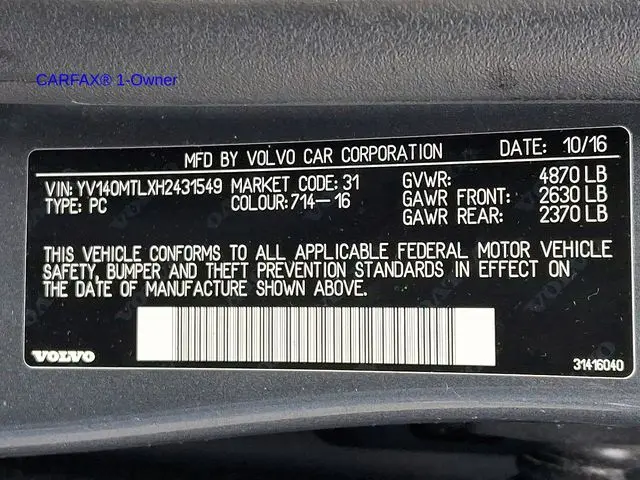 CARFAX® 1-Owner
MFD BY VOLVO CAR CORPORATION DATE: 10/16
VIN: YV140MTLXH2431549 MARKET CODE: 31 GVWR: 4870 LB
TYPE: PC COLOUR: 714-16 GAWR FRONT: 2630 LB
GAWR REAR: 2370 LB
THIS VEHICLE CONFORMS TO ALL APPLICABLE FEDERAL MOTOR VEHICLE
SAFETY, BUMPER AND THEFT PREVENTION STANDARDS IN EFFECT ON
THE DATE OF MANUFACTURE SHOWN ABOVE.
VOLVO 31416040